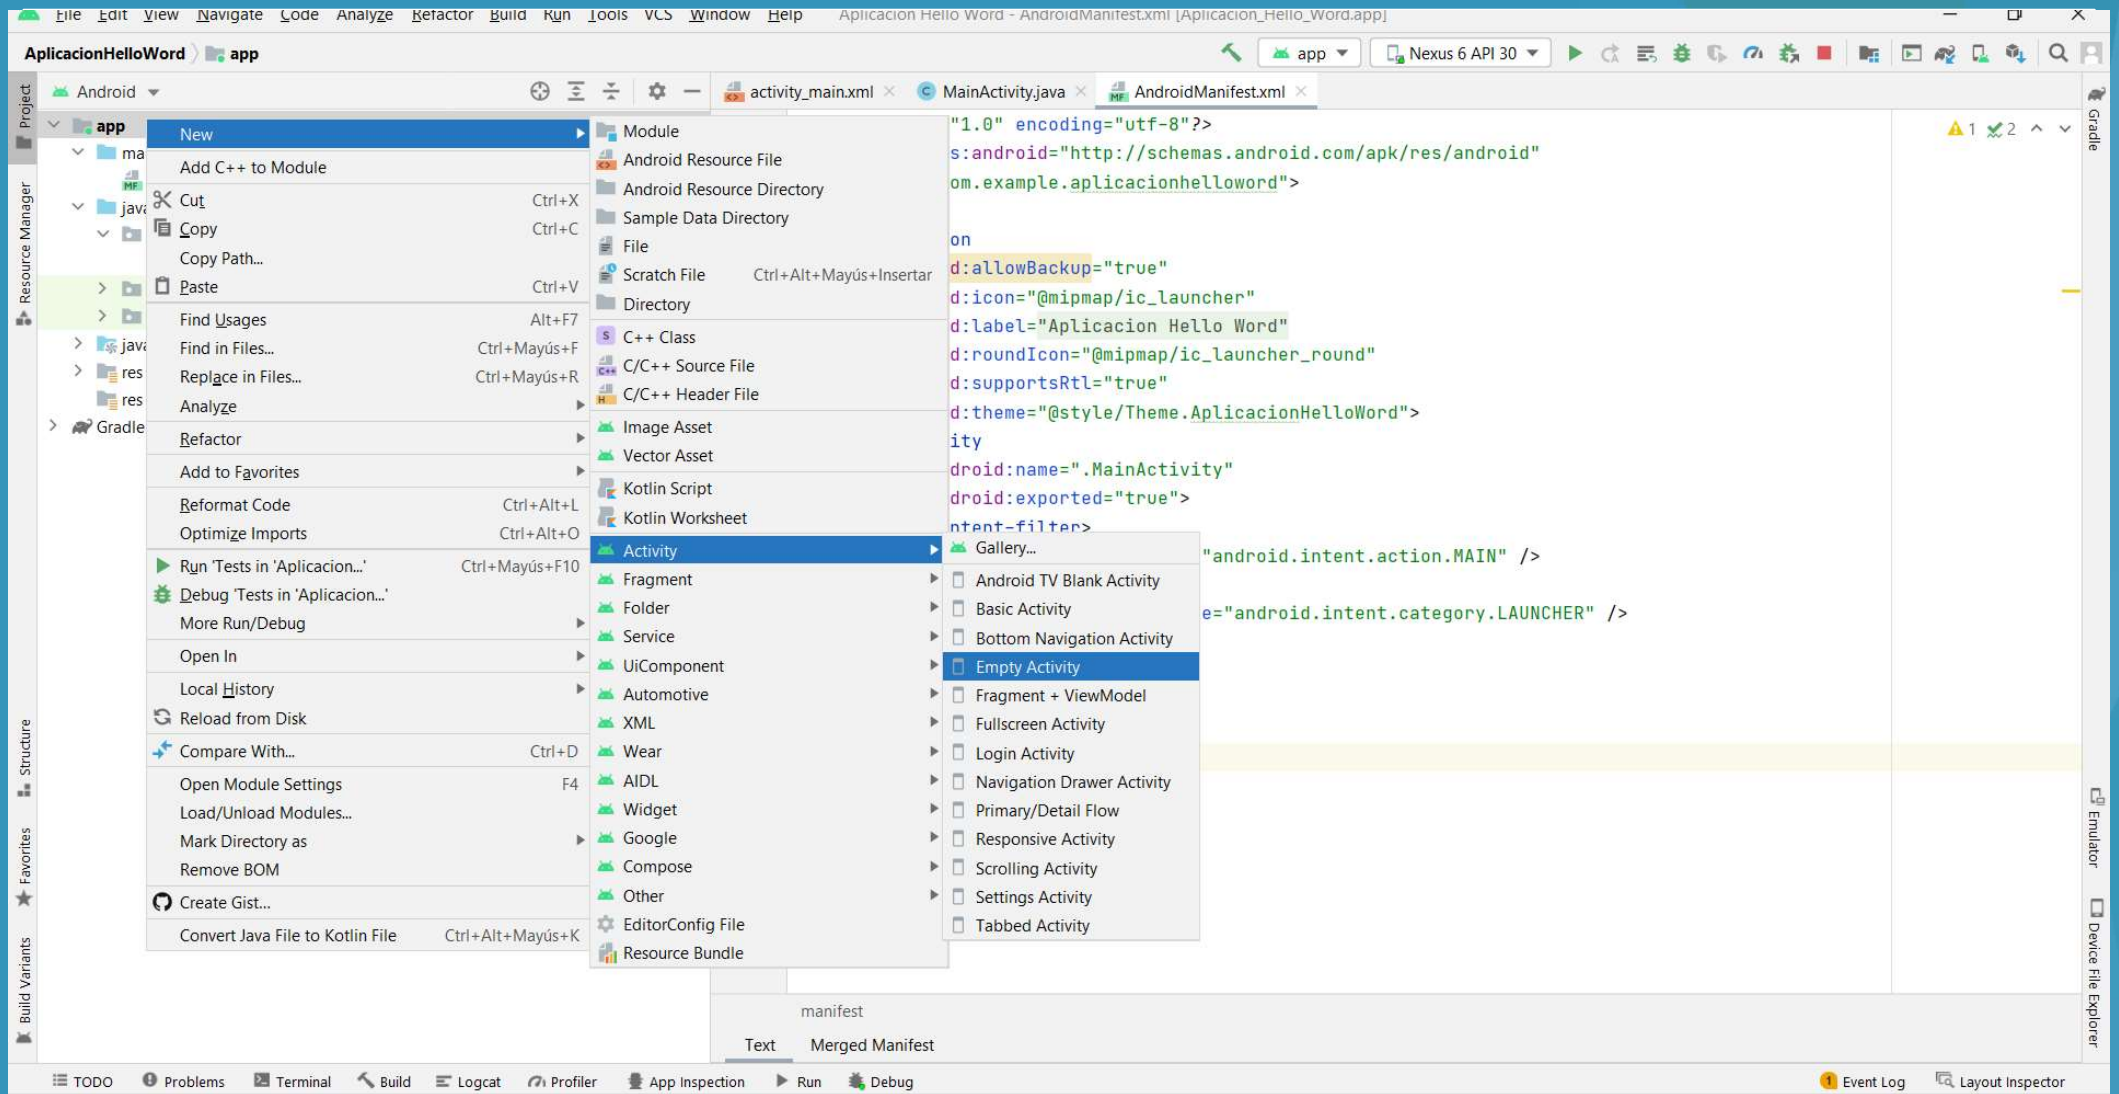 File Edit View Navigate Code Analyze Refactor Build Run Tools VCS Window Help Aplicacion Hello Word - AndroidManifest.xml [Aplicacion_Hello_Word.app]
AplicacionHelloWord app
app Nexus 6 API 30
Project
Resource Manager
Structure
Favorites
Build Variants
Android
activity_main.xml MainActivity.java AndroidManifest.xml
app
ma
java
java
res
res
Gradle
New
Add C++ to Module
Cut Ctrl+X
Copy Ctrl+C
Copy Path...
Paste Ctrl+V
Find Usages Alt+F7
Find in Files... Ctrl+Mayús+F
Replace in Files... Ctrl+Mayús+R
Analyze
Refactor
Add to Favorites
Reformat Code Ctrl+Alt+L
Optimize Imports Ctrl+Alt+O
Run 'Tests in 'Aplicacion...' Ctrl+Mayús+F10
Debug 'Tests in 'Aplicacion...'
More Run/Debug
Open In
Local History
Reload from Disk
Compare With... Ctrl+D
Open Module Settings F4
Load/Unload Modules...
Mark Directory as
Remove BOM
Create Gist...
Convert Java File to Kotlin File Ctrl+Alt+Mayús+K
Module
Android Resource File
Android Resource Directory
Sample Data Directory
File
Scratch File Ctrl+Alt+Mayús+Insertar
Directory
C++ Class
C/C++ Source File
C/C++ Header File
Image Asset
Vector Asset
Kotlin Script
Kotlin Worksheet
Activity
Fragment
Folder
Service
UiComponent
Automotive
XML
Wear
AIDL
Widget
Google
Compose
Other
EditorConfig File
Resource Bundle
Gallery...
Android TV Blank Activity
Basic Activity
Bottom Navigation Activity
Empty Activity
Fragment + ViewModel
Fullscreen Activity
Login Activity
Navigation Drawer Activity
Primary/Detail Flow
Responsive Activity
Scrolling Activity
Settings Activity
Tabbed Activity
"1.0" encoding="utf-8"?>
s:android="http://schemas.android.com/apk/res/android"
om.example.aplicacionhelloword">
on
d:allowBackup="true"
d:icon="@mipmap/ic_launcher"
d:label="Aplicacion Hello Word"
d:roundIcon="@mipmap/ic_launcher_round"
d:supportsRtl="true"
d:theme="@style/Theme.AplicacionHelloWord">
ity
droid:name=".MainActivity"
droid:exported="true">
ntent-filter>
"android.intent.action.MAIN" />
e="android.intent.category.LAUNCHER" />
1 2
Gradle
Emulator
Device File Explorer
manifest
Text Merged Manifest
TODO Problems Terminal Build Logcat Profiler App Inspection Run Debug 1 Event Log Layout Inspector